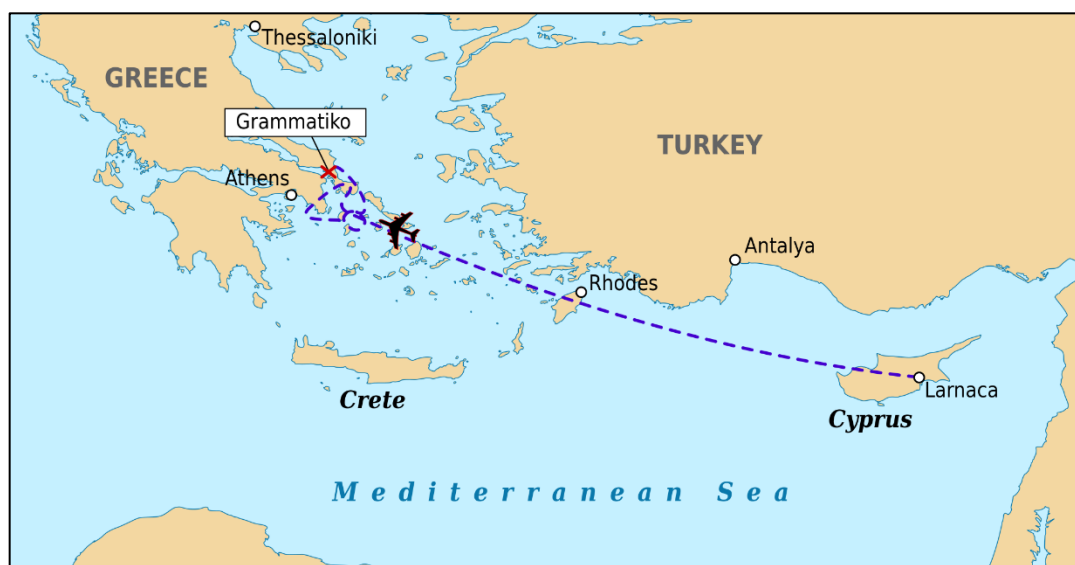 Thessaloniki
GREECE
Grammatiko
TURKEY
Athens
Antalya
Rhodes
Crete
Larnaca
Cyprus
Mediterranean Sea